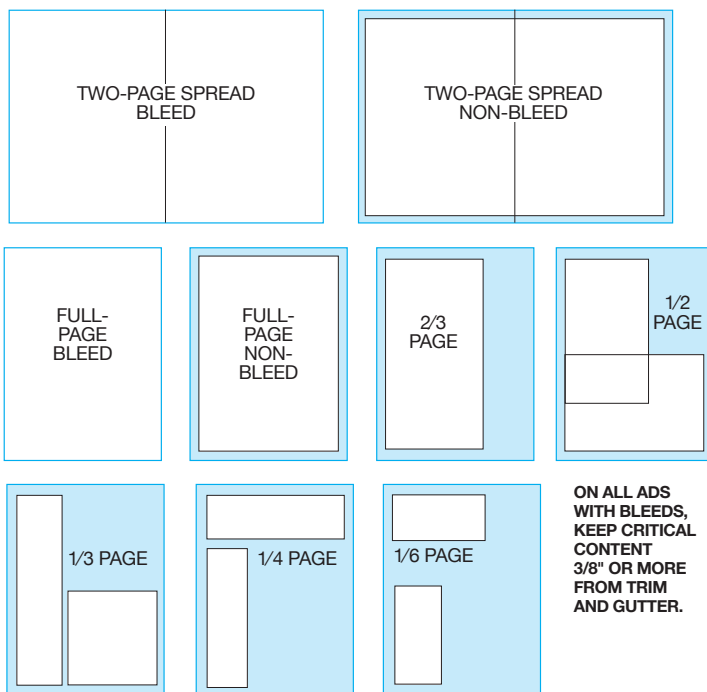 TWO-PAGE SPREAD
BLEED
TWO-PAGE SPREAD
NON-BLEED
FULL-
PAGE
BLEED
FULL-
PAGE
NON-
BLEED
2/3
PAGE
1/2
PAGE
1/3 PAGE
1/4 PAGE
1/6 PAGE
ON ALL ADS
WITH BLEEDS,
KEEP CRITICAL
CONTENT
3/8" OR MORE
FROM TRIM
AND GUTTER.